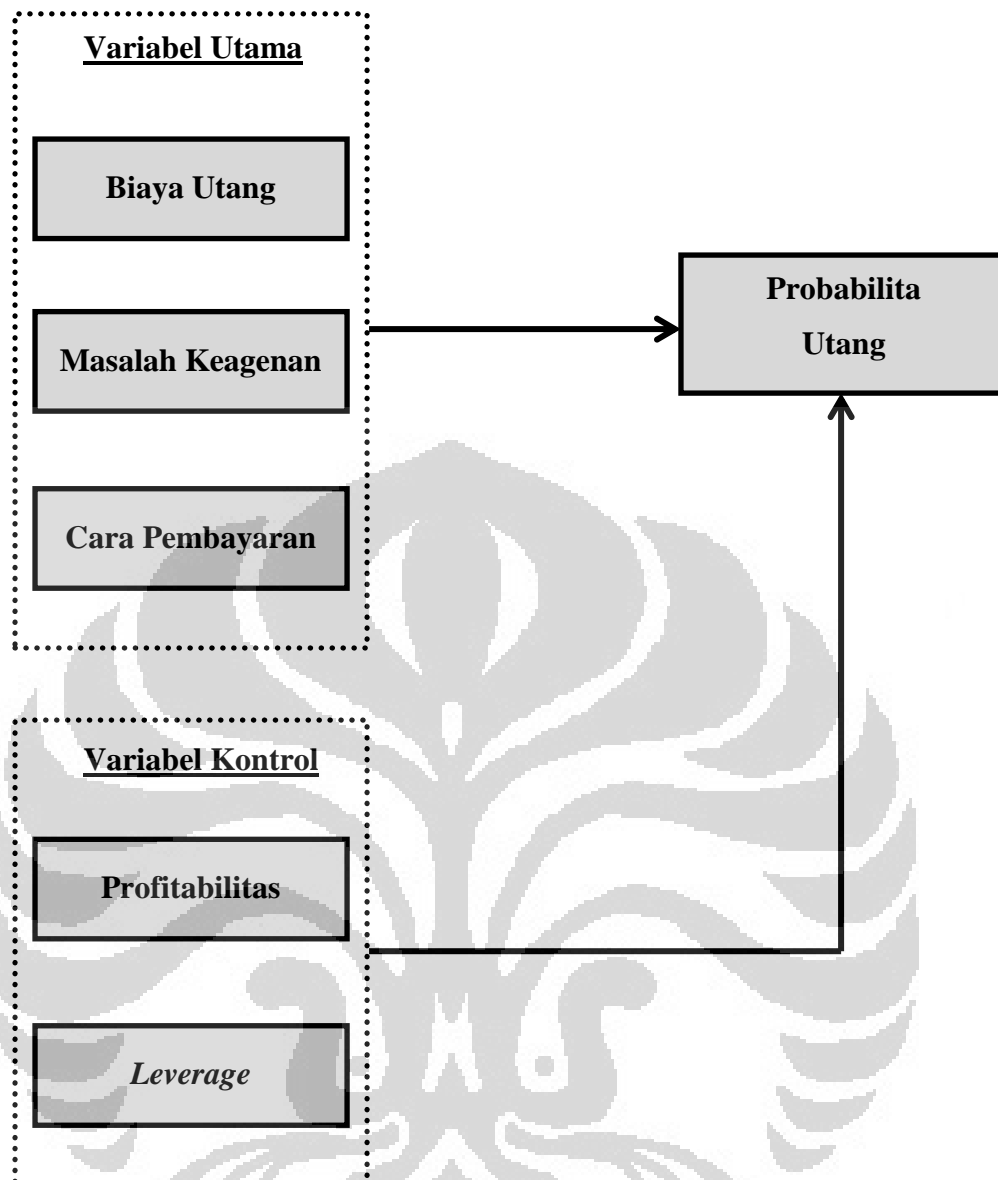 Variabel Utama
Biaya Utang
Masalah Keagenan
Cara Pembayaran
Probabilita
Utang
Variabel Kontrol
Profitabilitas
Leverage